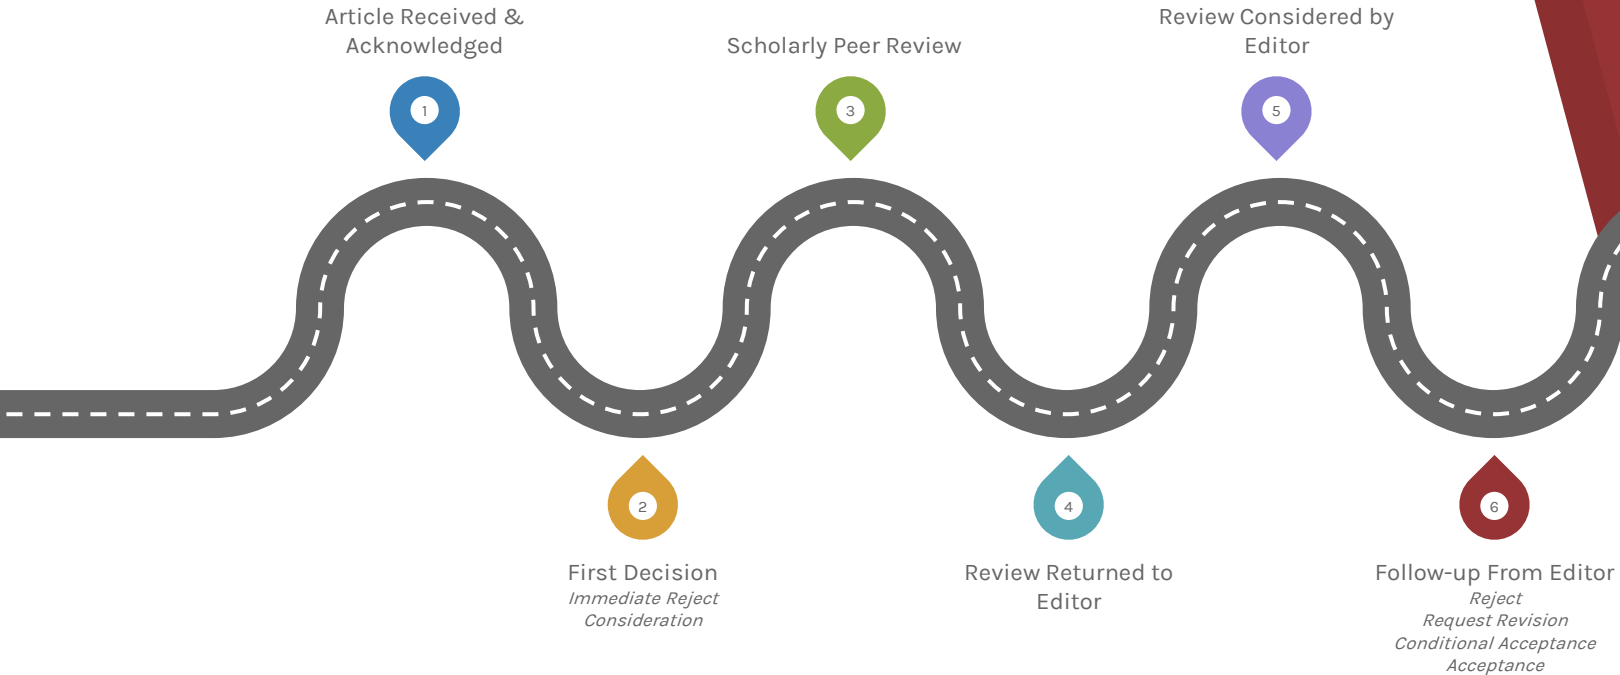 Article Received &
Acknowledged
1
2
First Decision
Immediate Reject
Consideration
Scholarly Peer Review
3
4
Review Returned to
Editor
Review Considered by
Editor
5
6
Follow-up From Editor
Reject
Request Revision
Conditional Acceptance
Acceptance